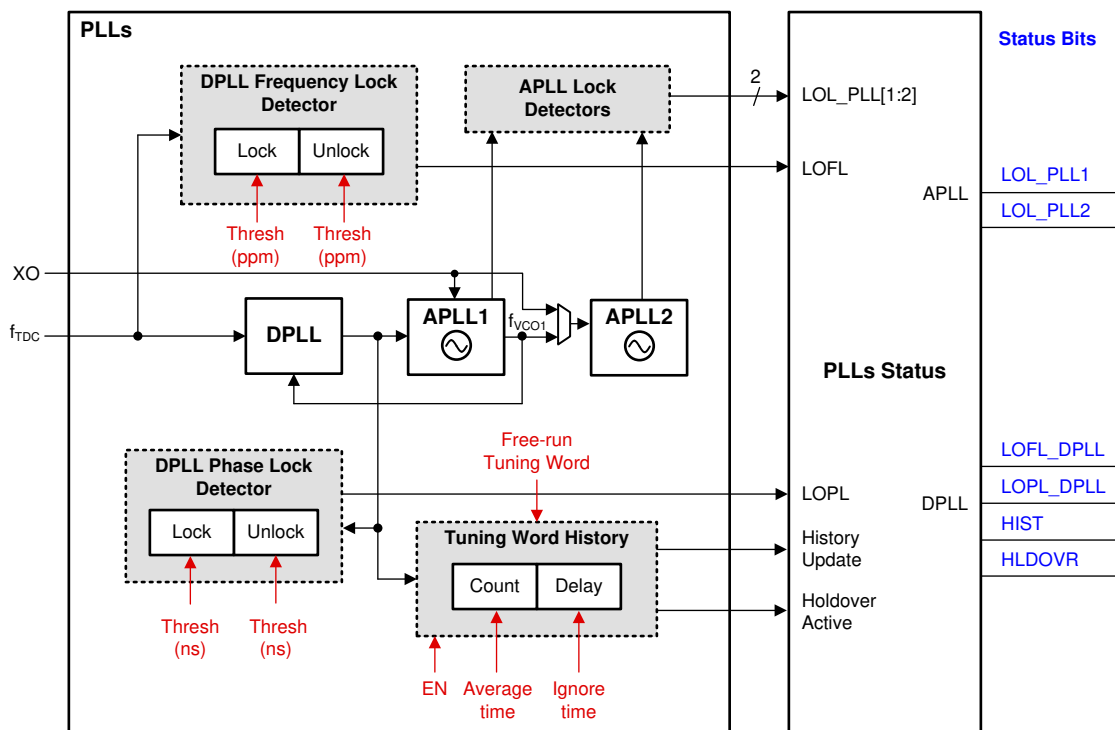 PLLs
Status Bits
DPLL Frequency Lock
Detector
Lock
Unlock
Thresh
(ppm)
Thresh
(ppm)
APLL Lock
Detectors
2
LOL_PLL[1:2]
LOFL
APLL
LOL_PLL1
LOL_PLL2
XO
fTDC
DPLL
APLL1
fVCO1
APLL2
PLLs Status
Free-run
Tuning Word
DPLL Phase Lock
Detector
Lock
Unlock
Thresh
(ns)
Thresh
(ns)
Tuning Word History
Count
Delay
EN
Average
time
Ignore
time
LOPL
History
Update
Holdover
Active
DPLL
LOFL_DPLL
LOPL_DPLL
HIST
HLDOVR